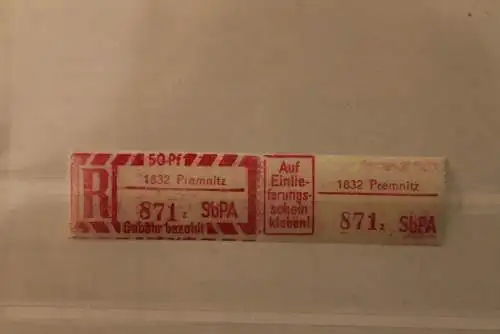 50 Pf
R
1832 Premnitz
871 z SbPA
Gebühr bezahlt
Auf
Einlie-
ferungs-
schein
kleben!
1832 Premnitz
871 z SbPA